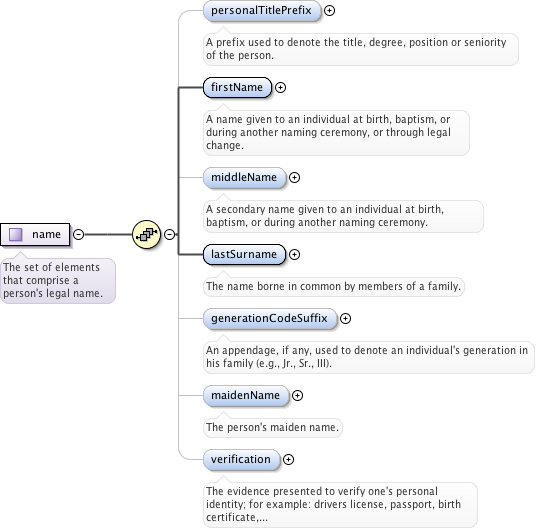 personalTitlePrefix
A prefix used to denote the title, degree, position or seniority
of the person.
firstName
A name given to an individual at birth, baptism, or
during another naming ceremony, or through legal
change.
middleName
A secondary name given to an individual at birth,
baptism, or during another naming ceremony.
name
The set of elements
that comprise a
person's legal name.
lastSurname
The name borne in common by members of a family.
generationCodeSuffix
An appendage, if any, used to denote an individual's generation in
his family (e.g., Jr., Sr., III).
maidenName
The person's maiden name.
verification
The evidence presented to verify one's personal
identity; for example: drivers license, passport, birth
certificate,...